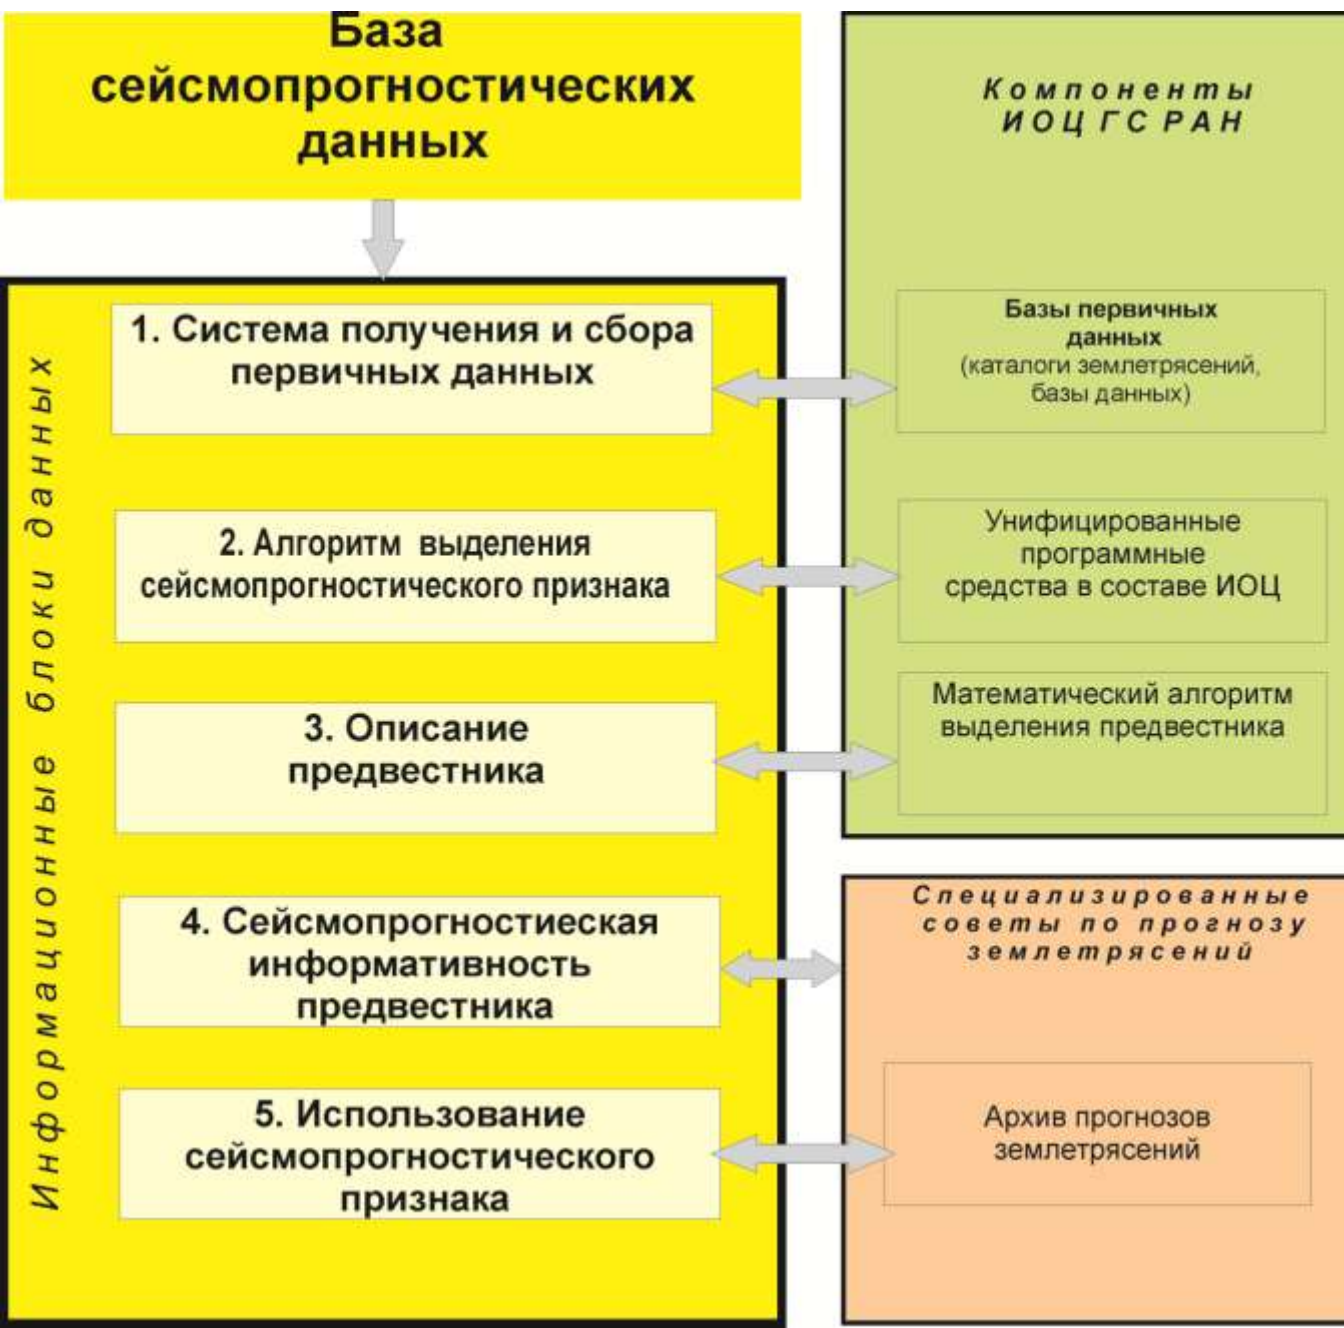 База
сейсмопрогностических
данных
Информационные блоки данных
1. Система получения и сбора
первичных данных
2. Алгоритм выделения
сейсмопрогностического признака
3. Описание
предвестника
4. Сейсмопрогностиеская
информативность
предвестника
5. Использование
сейсмопрогностического
признака
Компоненты
ИОЦ ГС РАН
Базы первичных
данных
(каталоги землетрясений,
базы данных)
Унифицированные
программные
средства в составе ИОЦ
Математический алгоритм
выделения предвестника
Специализированные
советы по прогнозу
землетрясений
Архив прогнозов
землетрясений